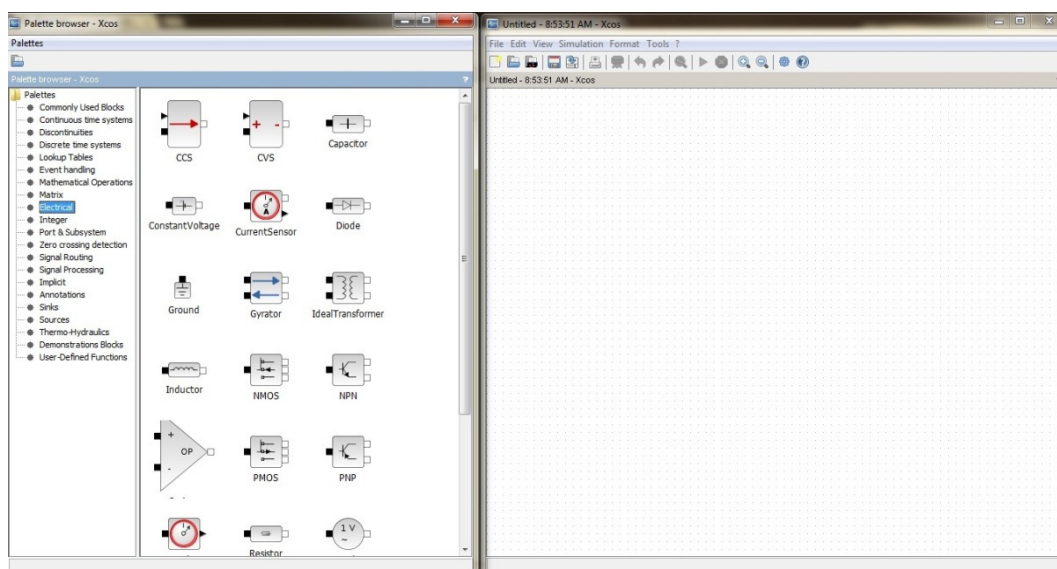 Palette browser - Xcos
Palettes
Palette browser - Xcos
?
Palettes
Commonly Used Blocks
Continuous time systems
Discontinuities
Discrete time systems
Lookup Tables
Event handling
Mathematical Operations
Matrix
Electrical
Integer
Port & Subsystem
Zero crossing detection
Signal Routing
Signal Processing
Implicit
Annotations
Sinks
Sources
Thermo-Hydraulics
Demonstrations Blocks
User-Defined Functions
CCS
+ -
CVS
Capacitor
ConstantVoltage
A
CurrentSensor
Diode
Ground
Gyrator
IdealTransformer
Inductor
NMOS
NPN
+
OP
-
PMOS
PNP
Resistor
1 V
~
Untitled - 8:53:51 AM - Xcos
File Edit View Simulation Format Tools ?
Untitled - 8:53:51 AM - Xcos